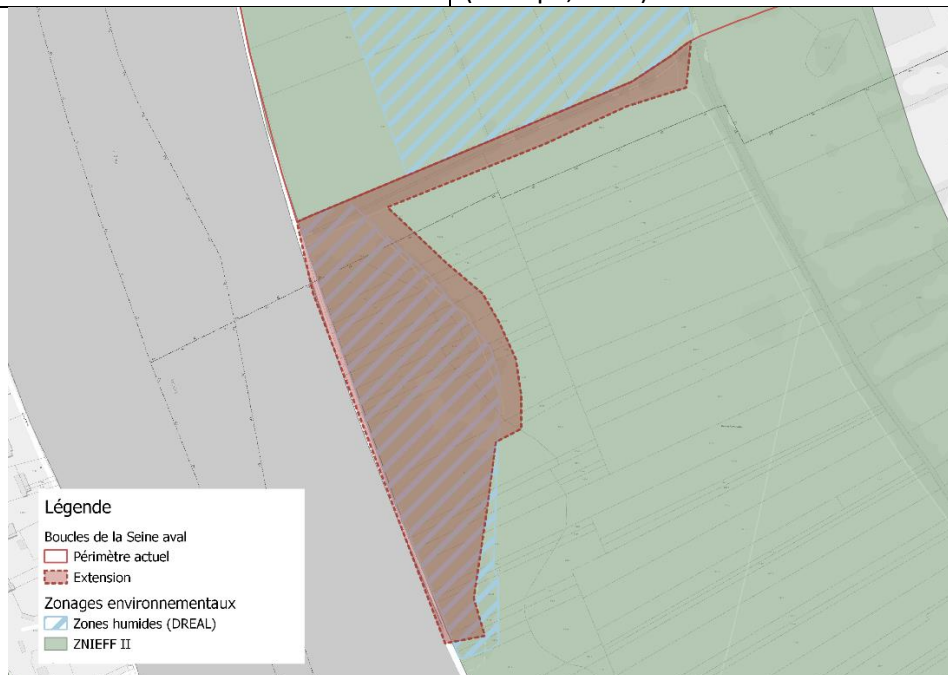 Légende
Boucles de la Seine aval
Périmètre actuel
Extension
Zonages environnementaux
Zones humides (DREAL)
ZNIEFF II